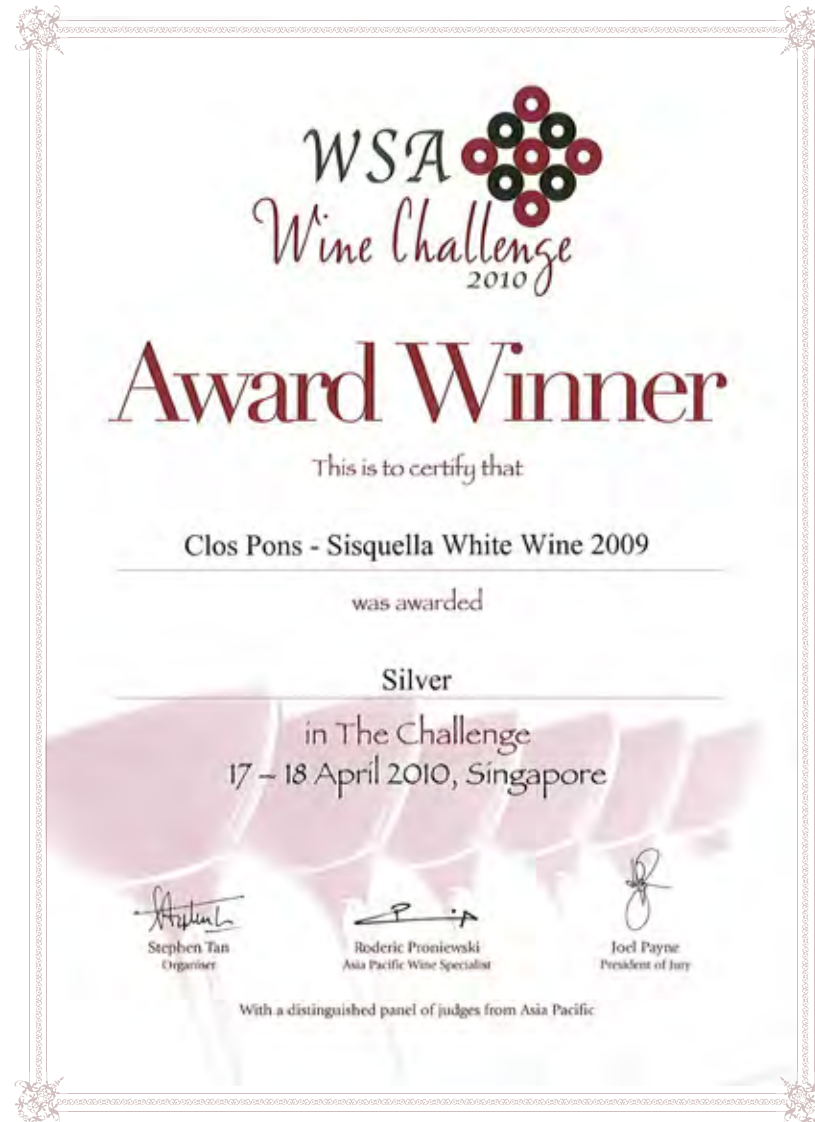 WSA
Wine Challenge
2010
Award Winner
This is to certify that
Clos Pons - Sisquella White Wine 2009
was awarded
Silver
in The Challenge
17 – 18 April 2010, Singapore
Stephen Tan
Organiser
Roderic Proniewski
Asia Pacific Wine Specialist
Joel Payne
President of Jury
With a distinguished panel of judges from Asia Pacific